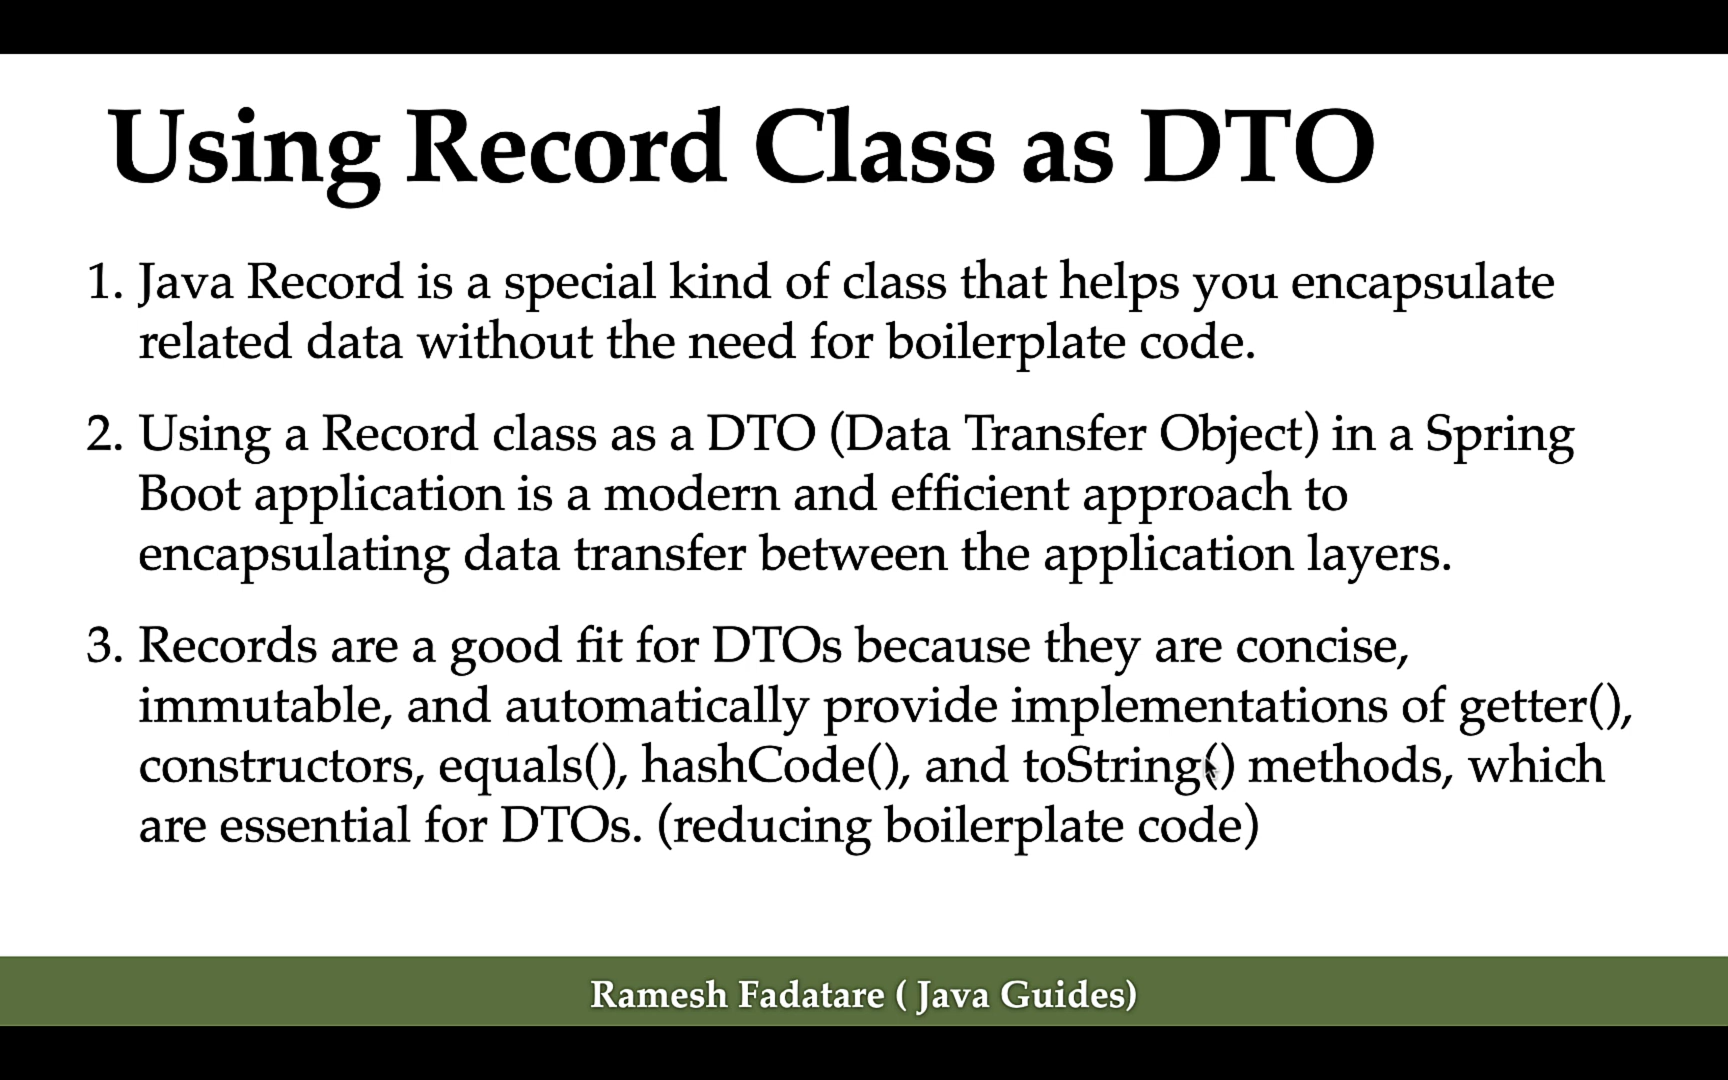 Using Record Class as DTO
1. Java Record is a special kind of class that helps you encapsulate
related data without the need for boilerplate code.
2. Using a Record class as a DTO (Data Transfer Object) in a Spring
Boot application is a modern and efficient approach to
encapsulating data transfer between the application layers.
3. Records are a good fit for DTOs because they are concise,
immutable, and automatically provide implementations of getter(),
constructors, equals(), hashCode(), and toString() methods, which
are essential for DTOs. (reducing boilerplate code)
Ramesh Fadatare ( Java Guides)